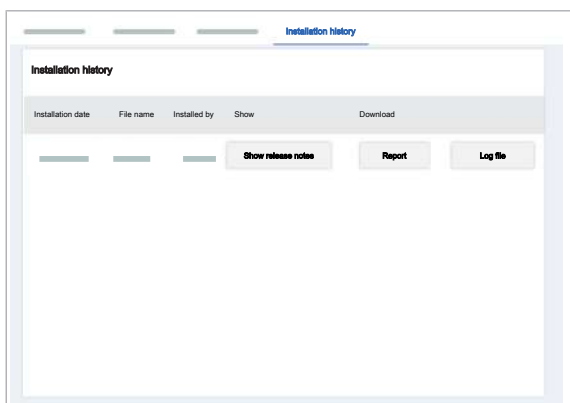 Installation history
Installation history
Installation date File name Installed by Show Download
Show release notes Report Log file